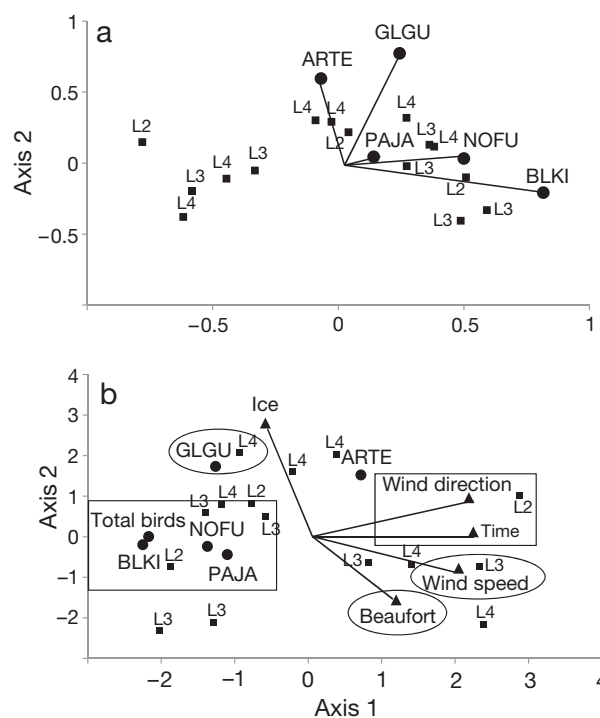 a
1
0.5
0
−0.5
Axis 2
ARTE
GLGU
L4
L4
L4
L2
L2
PAJA
L3
L4
NOFU
L3
L4
L3
L3
L2
BLKI
L4
L3
L3
−0.5
0
0.5
1
b
4
3
2
1
0
−1
−2
Axis 2
Ice
GLGU
L4
L4
ARTE
Wind direction
L2
L3
L4
L2
L3
Total birds
NOFU
Time
BLKI
L2
PAJA
L3
L4
L3
Wind speed
Beaufort
L3
L3
L4
−2
−1
0
1
2
3
4
Axis 1